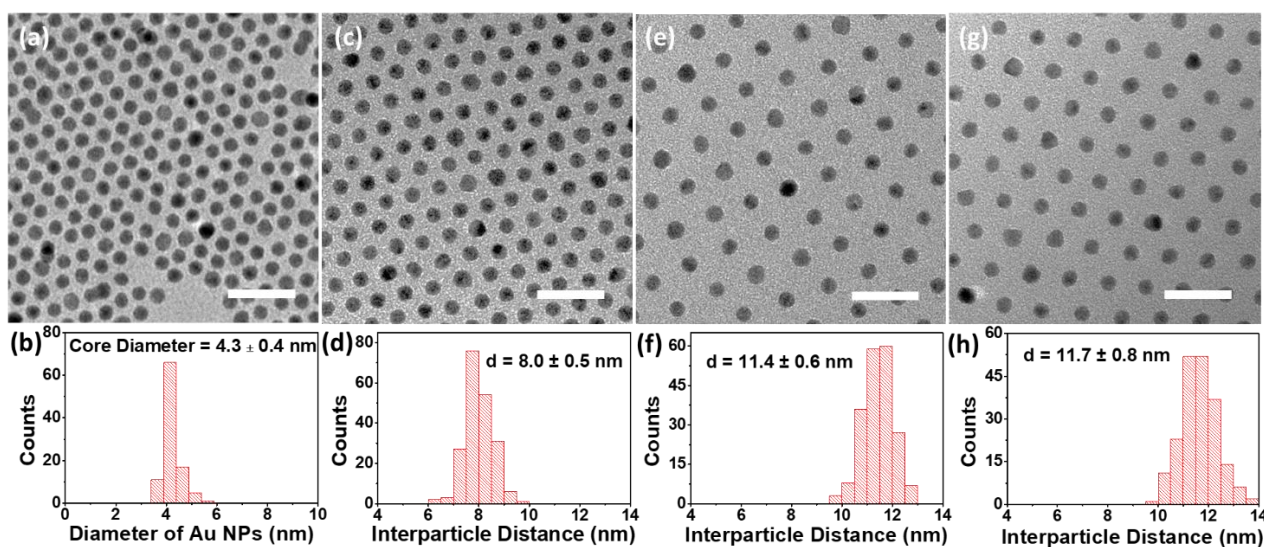 (a)
(c)
(e)
(g)
(b)
Core Diameter = 4.3 ± 0.4 nm
Counts
80
60
40
20
0
0 2 4 6 8 10
Diameter of Au NPs (nm)
(d)
d = 8.0 ± 0.5 nm
Counts
80
60
40
20
0
4 6 8 10 12 14
Interparticle Distance (nm)
(f)
d = 11.4 ± 0.6 nm
Counts
60
45
30
15
0
4 6 8 10 12 14
Interparticle Distance (nm)
(h)
d = 11.7 ± 0.8 nm
Counts
60
45
30
15
0
4 6 8 10 12 14
Interparticle Distance (nm)